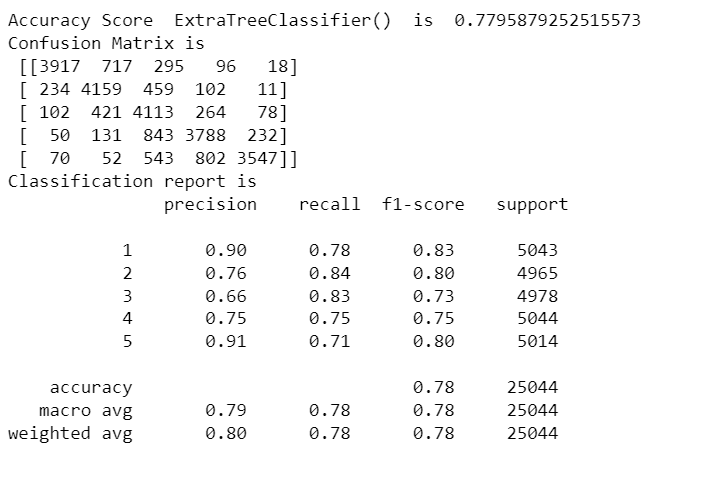 Accuracy Score  ExtraTreeClassifier()  is  0.7795879252515573
Confusion Matrix is
 [[3917  717  295   96   18]
 [ 234 4159  459  102   11]
 [ 102  421 4113  264   78]
 [  50  131  843 3788  232]
 [  70   52  543  802 3547]]
Classification report is
               precision    recall  f1-score   support

           1       0.90      0.78      0.83      5043
           2       0.76      0.84      0.80      4965
           3       0.66      0.83      0.73      4978
           4       0.75      0.75      0.75      5044
           5       0.91      0.71      0.80      5014

    accuracy                           0.78     25044
   macro avg       0.79      0.78      0.78     25044
weighted avg       0.80      0.78      0.78     25044